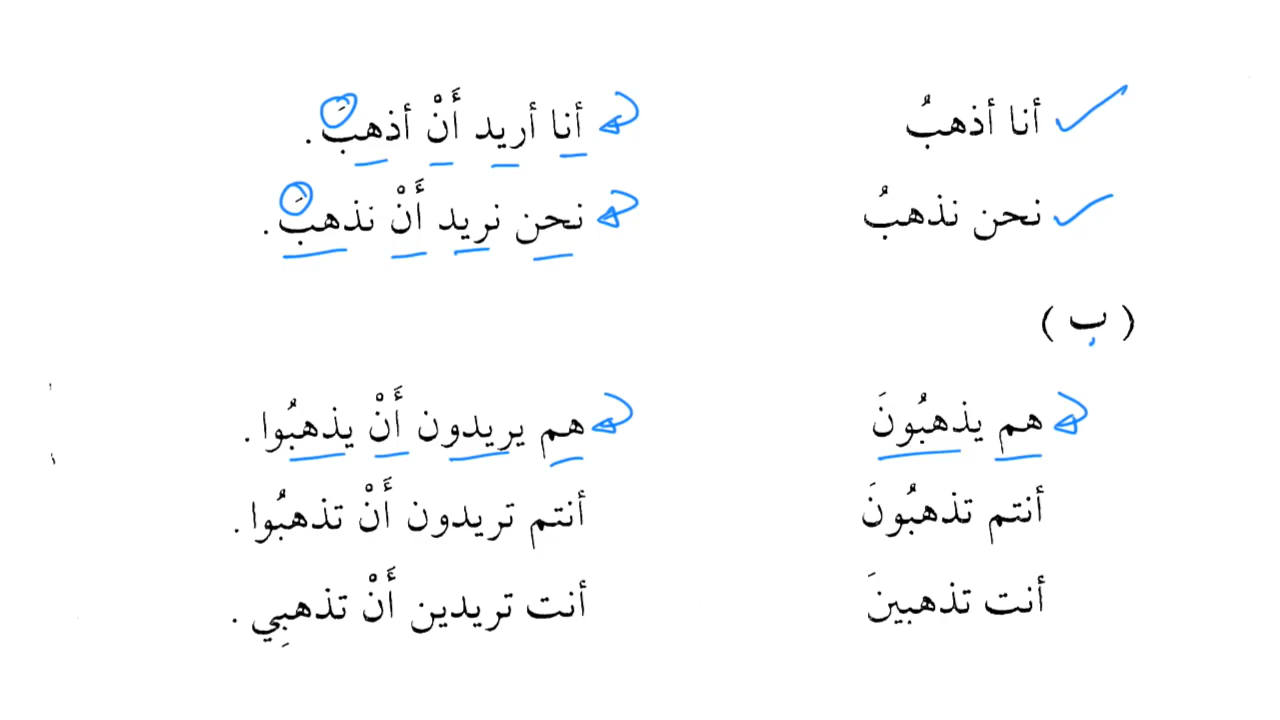 أنا أذهبُ أنا أريد أَنْ أذهبَ .
نحن نذهبُ نحن نريد أَنْ نذهبَ .
( ب )
هم يذهبُونَ هم يريدون أَنْ يذهبُوا .
أنتم تذهبُونَ أنتم تريدون أَنْ تذهبُوا .
أنت تذهبينَ أنت تريدين أَنْ تذهبِي .